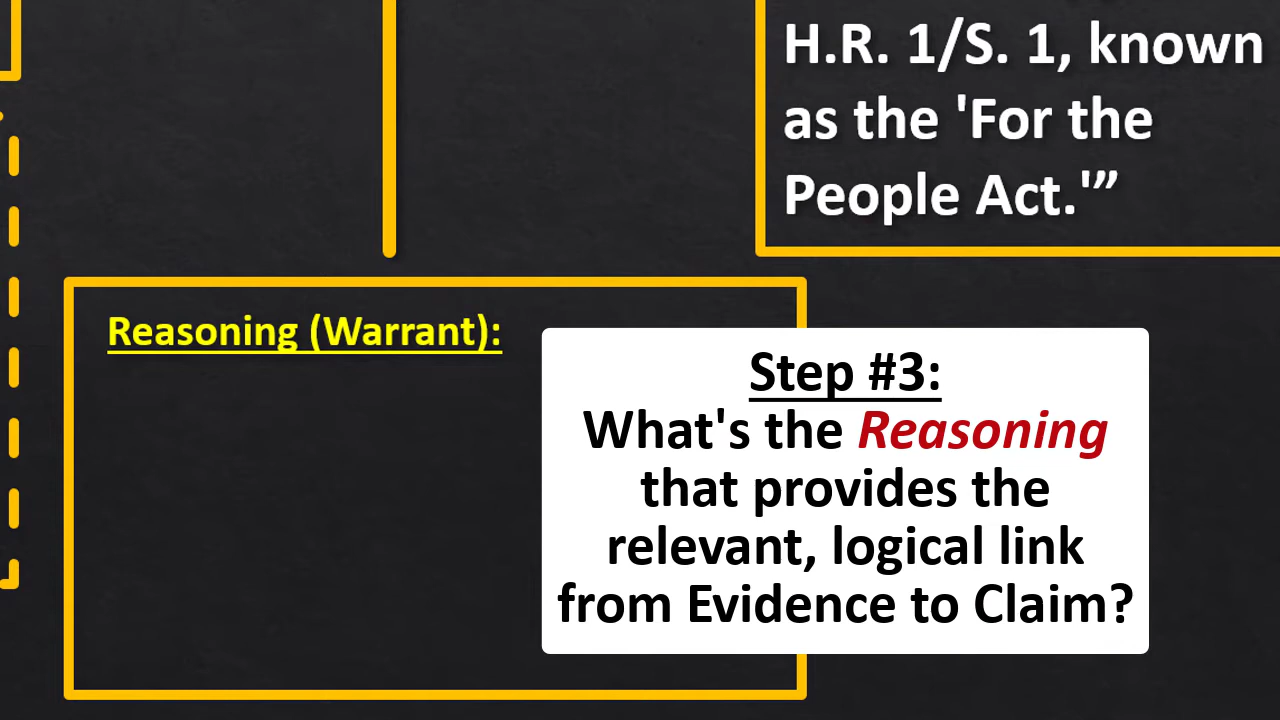 H.R. 1/S. 1, known
as the 'For the
People Act.'”
Reasoning (Warrant):
Step #3:
What's the Reasoning
that provides the
relevant, logical link
from Evidence to Claim?